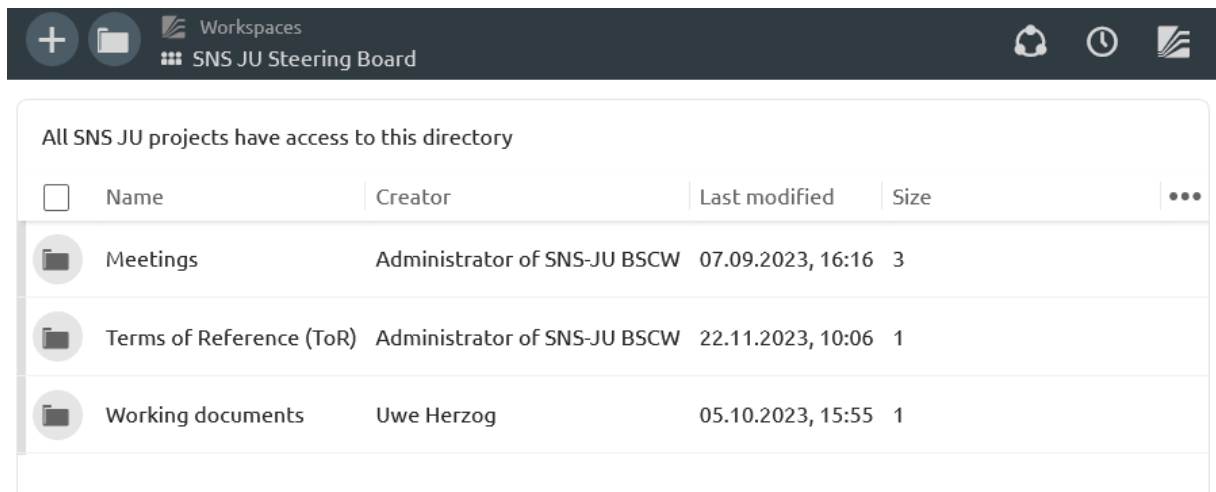 Workspaces
SNS JU Steering Board
All SNS JU projects have access to this directory
Name Creator Last modified Size
Meetings Administrator of SNS-JU BSCW 07.09.2023, 16:16 3
Terms of Reference (ToR) Administrator of SNS-JU BSCW 22.11.2023, 10:06 1
Working documents Uwe Herzog 05.10.2023, 15:55 1